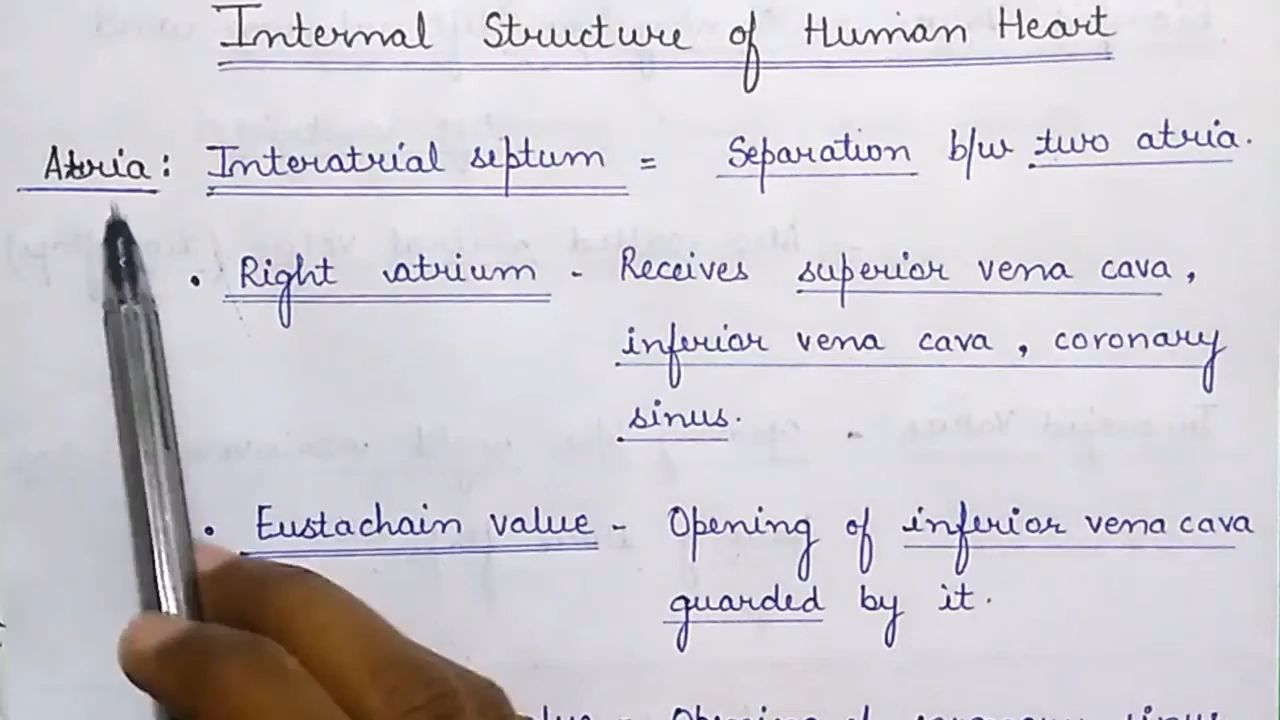 Internal Structure of Human Heart
Atria: Interatrial septum = Separation b/w two atria.
• Right atrium - Receives superior vena cava,
inferior vena cava, coronary
sinus.
• Eustachain value - Opening of inferior vena cava
guarded by it.